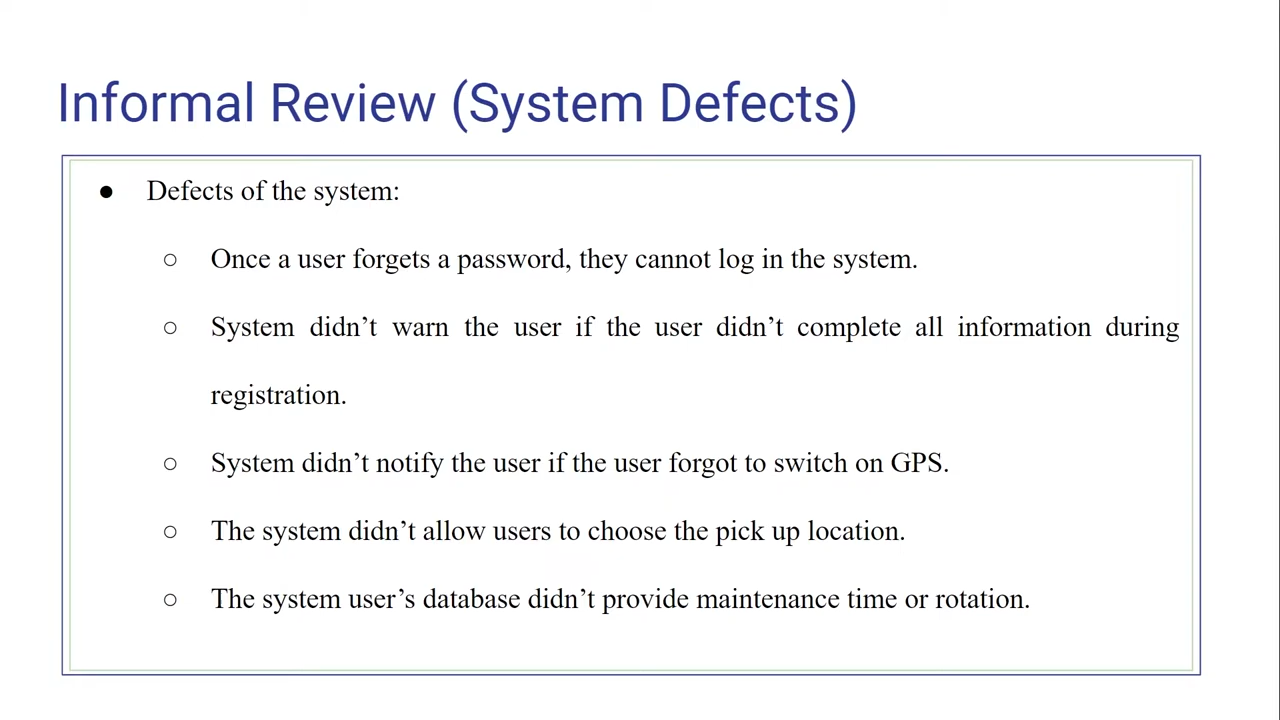 Informal Review (System Defects)
● Defects of the system:
○ Once a user forgets a password, they cannot log in the system.
○ System didn’t warn the user if the user didn’t complete all information during
registration.
○ System didn’t notify the user if the user forgot to switch on GPS.
○ The system didn’t allow users to choose the pick up location.
○ The system user’s database didn’t provide maintenance time or rotation.